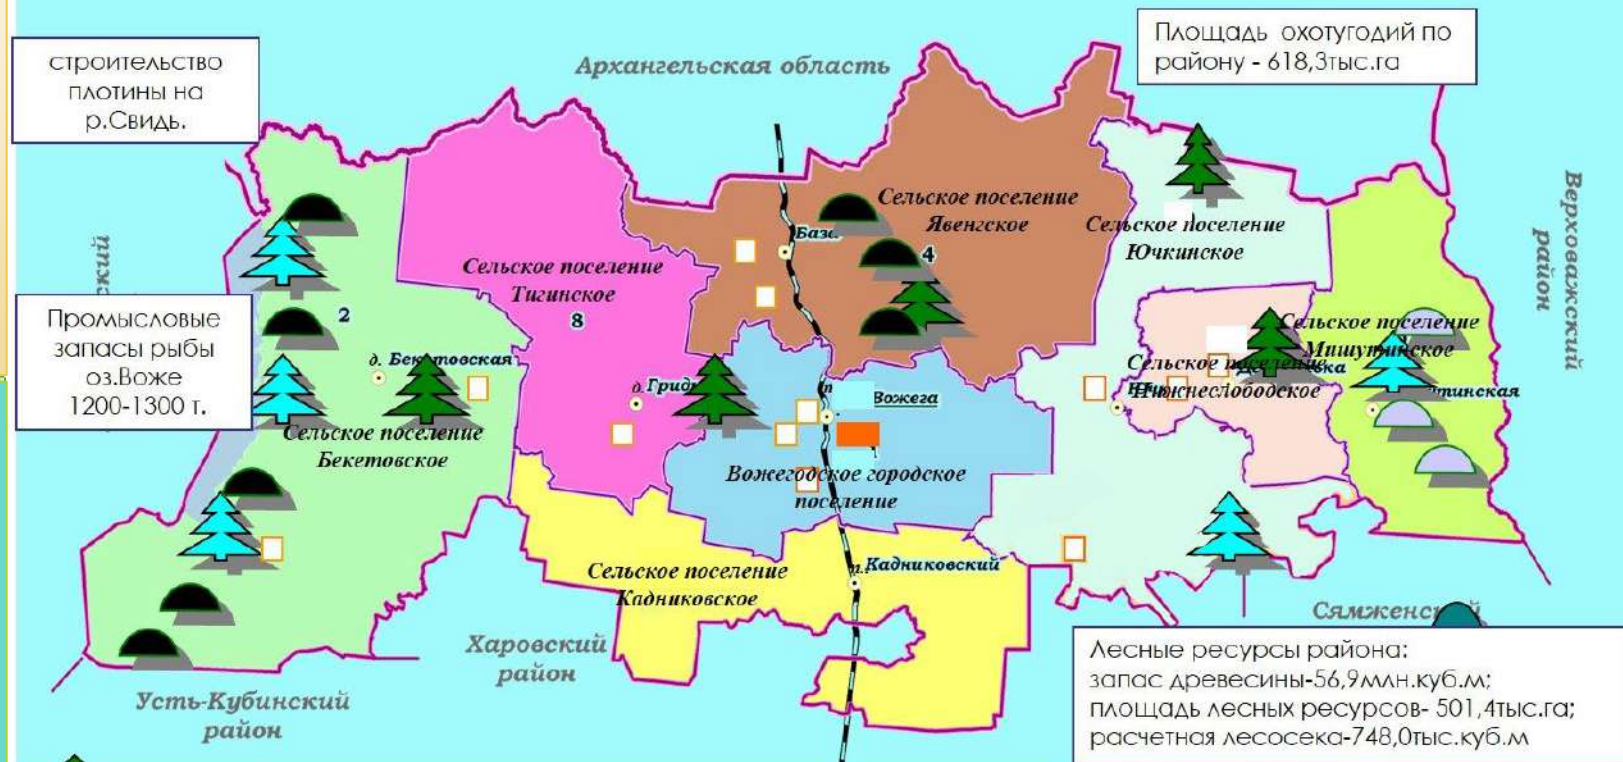 строительство
плотины на
р.Свидь.
Архангельская область
Площадь охотугодий по
району - 618,3тыс.га
Верховажский
район
Сельское поселение
Явенгское
4
Сельское поселение
Ючкинское
База
Сельское поселение
Тигинское
8
2
Промысловые
запасы рыбы
оз.Воже
1200-1300 т.
Сельское поселение
Мишутинское
Сельское поселение
Нижнеслободское
д. Бекетовская
д.
п
Вожега
Сельское поселение
Бекетовское
Вожегодское городское
поселение
п.Кадниковский
Сельское поселение
Кадниковское
Харовский
район
Усть-Кубинский
район
Лесные ресурсы района:
запас древесины-56,9млн.куб.м;
площадь лесных ресурсов- 501,4тыс.га;
расчетная лесосека-748,0тыс.куб.м